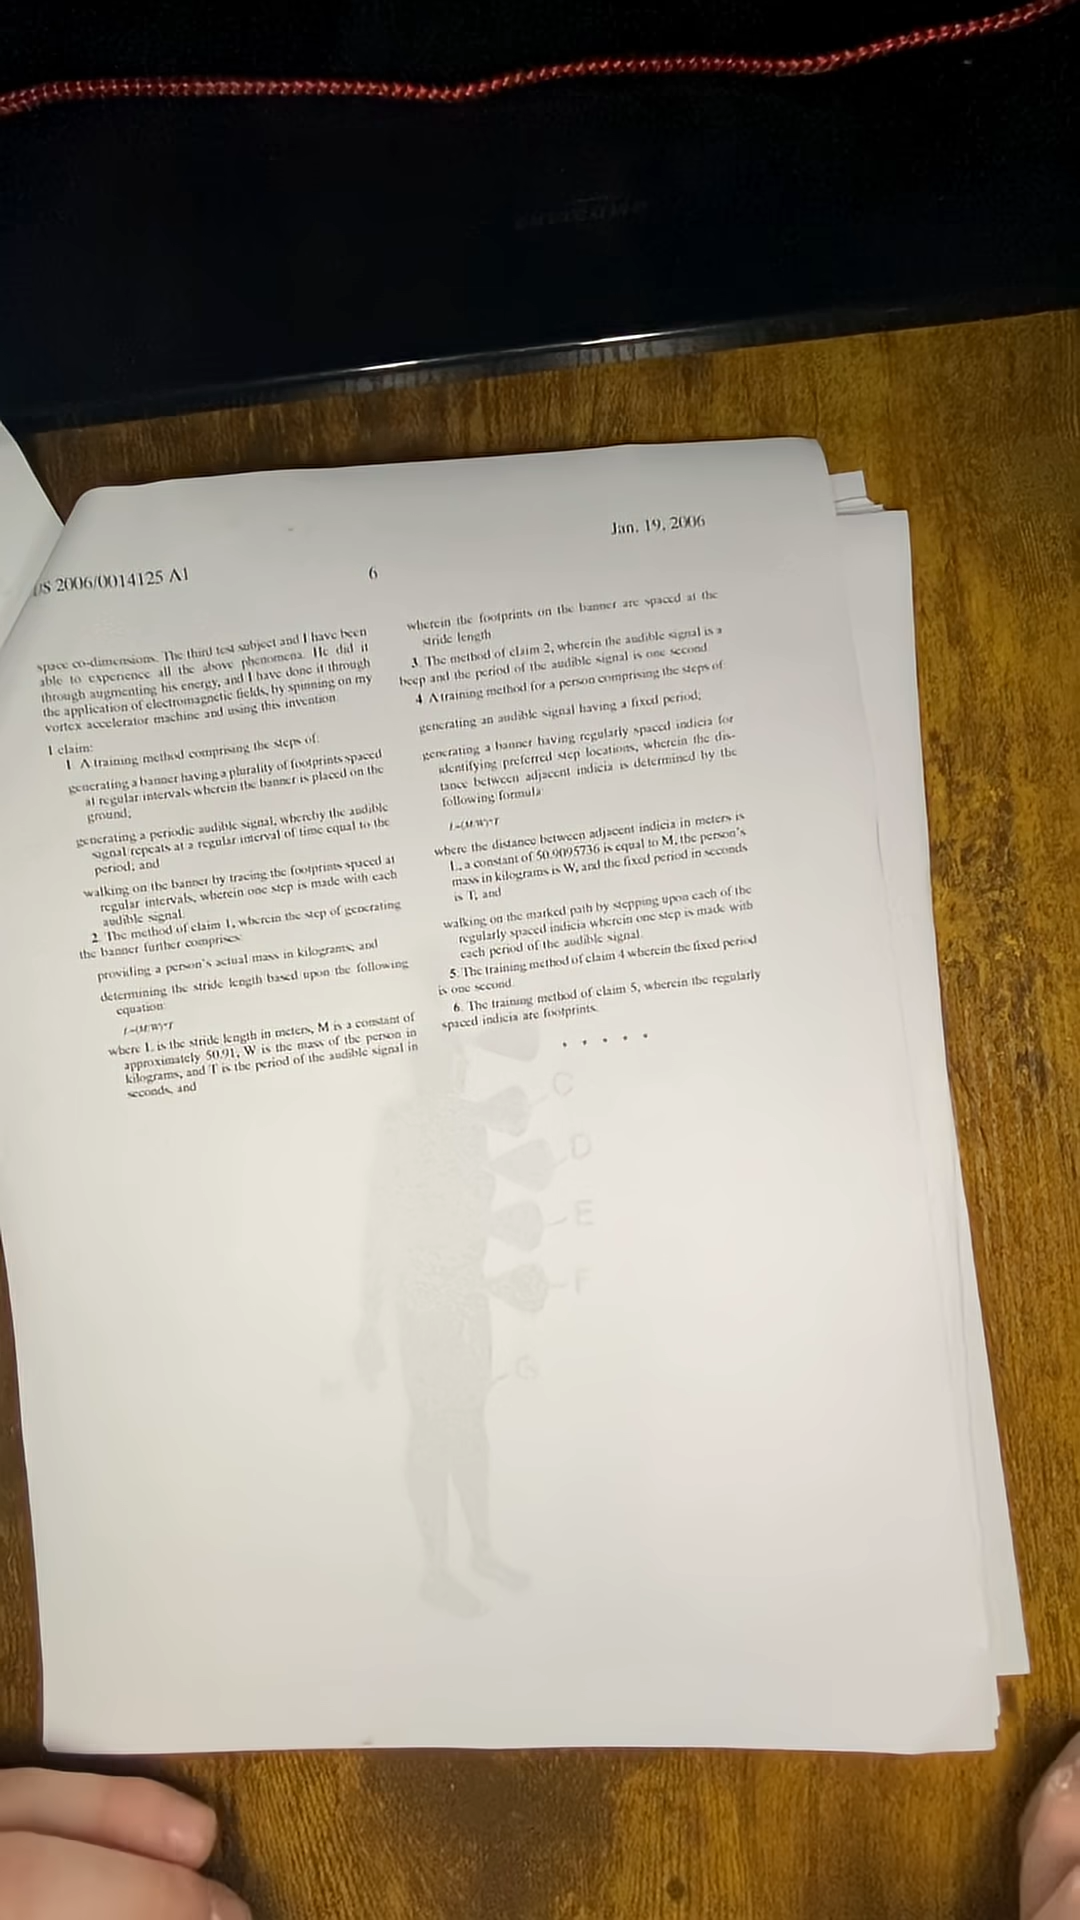 US 2006/0014125 A1
6
Jan. 19, 2006
space co-dimensions. The third test subject and I have been
able to experience all the above phenomena. He did it
through augmenting his energy, and I have done it through
the application of electromagnetic fields, by spinning on my
vortex accelerator machine and using this invention.
I claim:
1. A training method comprising the steps of:
generating a banner having a plurality of footprints spaced
at regular intervals wherein the banner is placed on the
ground;
generating a periodic audible signal, whereby the audible
signal repeats at a regular interval of time equal to the
period; and
walking on the banner by tracing the footprints spaced at
regular intervals, wherein one step is made with each
audible signal.
2. The method of claim 1, wherein the step of generating
the banner further comprises:
providing a person's actual mass in kilograms; and
determining the stride length based upon the following
equation:
L=(M/W)*T
where L is the stride length in meters, M is a constant of
approximately 50.91, W is the mass of the person in
kilograms, and T is the period of the audible signal in
seconds, and
wherein the footprints on the banner are spaced at the
stride length.
3. The method of claim 2, wherein the audible signal is a
beep and the period of the audible signal is one second.
4. A training method for a person comprising the steps of:
generating an audible signal having a fixed period;
generating a banner having regularly spaced indicia for
identifying preferred step locations, wherein the dis-
tance between adjacent indicia is determined by the
following formula:
L=(M/W)*T
where the distance between adjacent indicia in meters is
L, a constant of 50.9095736 is equal to M, the person's
mass in kilograms is W, and the fixed period in seconds
is T; and
walking on the marked path by stepping upon each of the
regularly spaced indicia wherein one step is made with
each period of the audible signal.
5. The training method of claim 4 wherein the fixed period
is one second.
6. The training method of claim 5, wherein the regularly
spaced indicia are footprints.
* * * * *
C
D
E
F
G